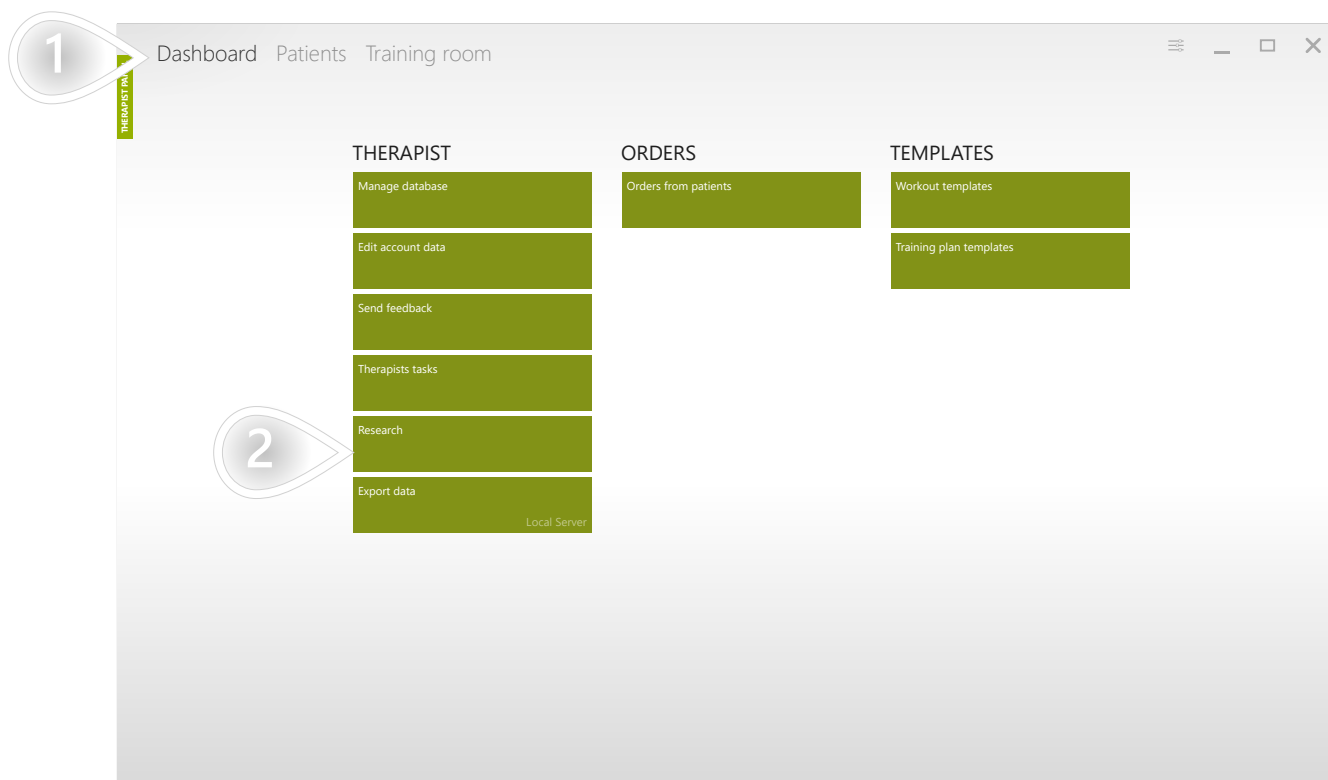 1
Dashboard Patients Training room
THERAPIST
THERAPIST
Manage database
Edit account data
Send feedback
Therapists tasks
2
Research
Export data
Local Server
ORDERS
Orders from patients
TEMPLATES
Workout templates
Training plan templates